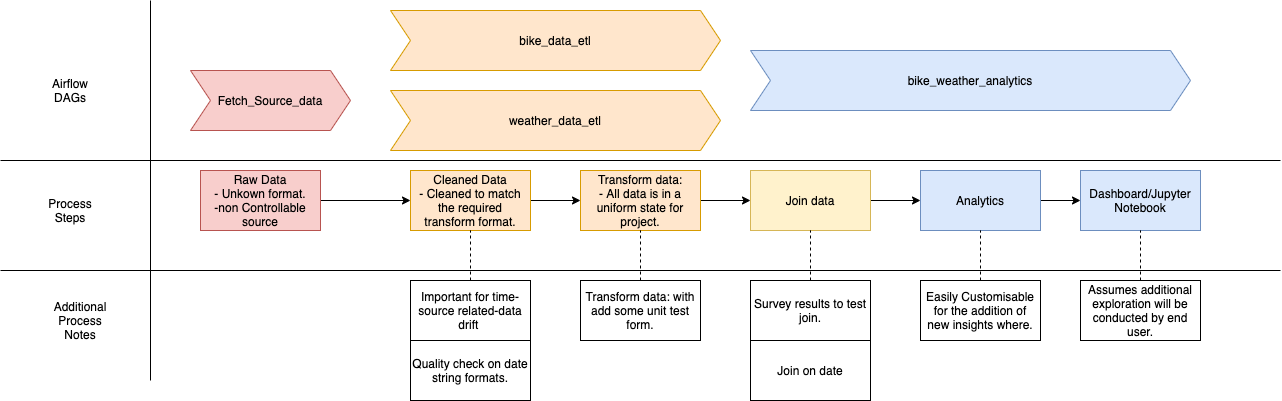 Airflow
DAGs
Fetch_Source_data
bike_data_etl
weather_data_etl
bike_weather_analytics
Process
Steps
Raw Data
- Unkown format.
-non Controllable
source
Cleaned Data
- Cleaned to match
the required
transform format.
Transform data:
- All data is in a
uniform state for
project.
Join data
Analytics
Dashboard/Jupyter
Notebook
Additional
Process
Notes
Important for time-
source related-data
drift
Quality check on date
string formats.
Transform data: with
add some unit test
form.
Survey results to test
join.
Join on date
Easily Customisable
for the addition of
new insights where.
Assumes additional
exploration will be
conducted by end
user.